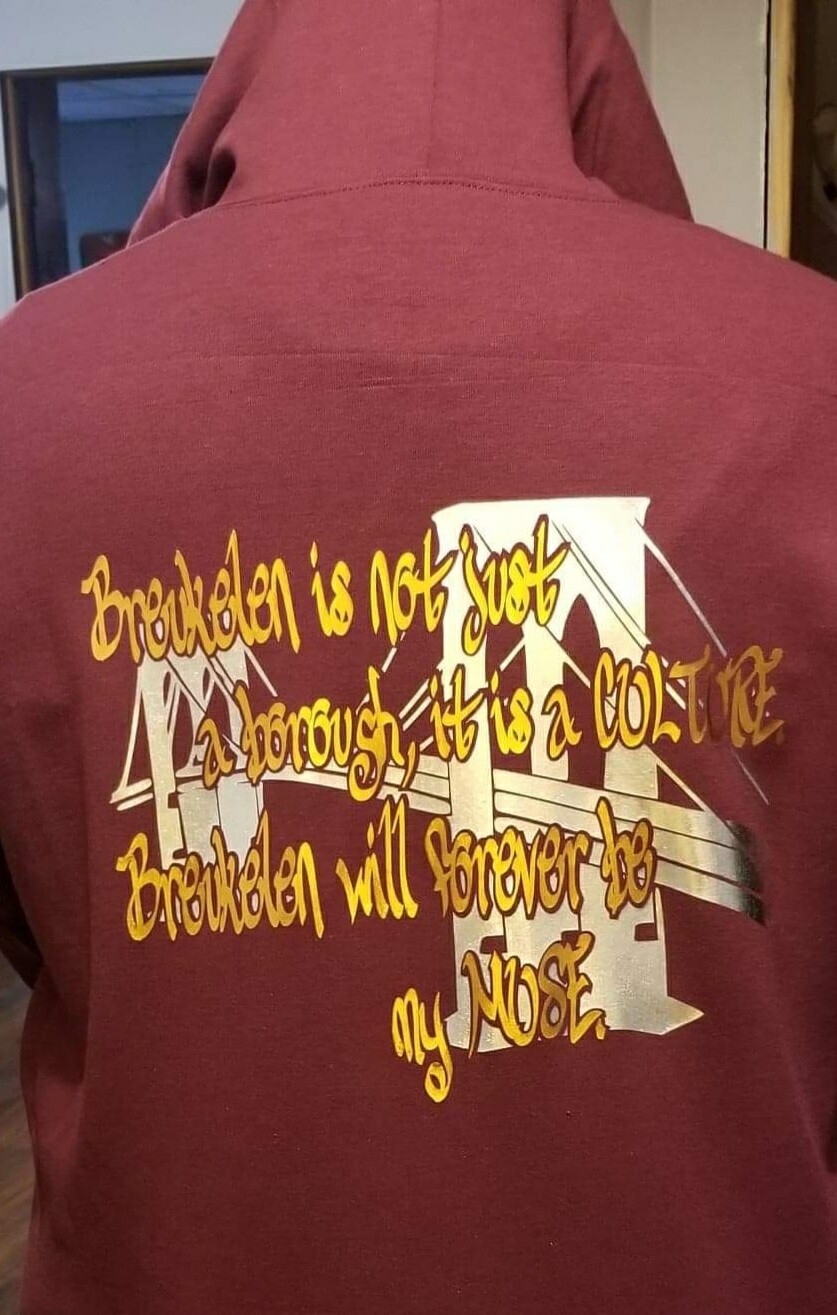 Breukelen is not just
a borough, it is a CULTURE.
Breukelen will forever be
my MUSE.